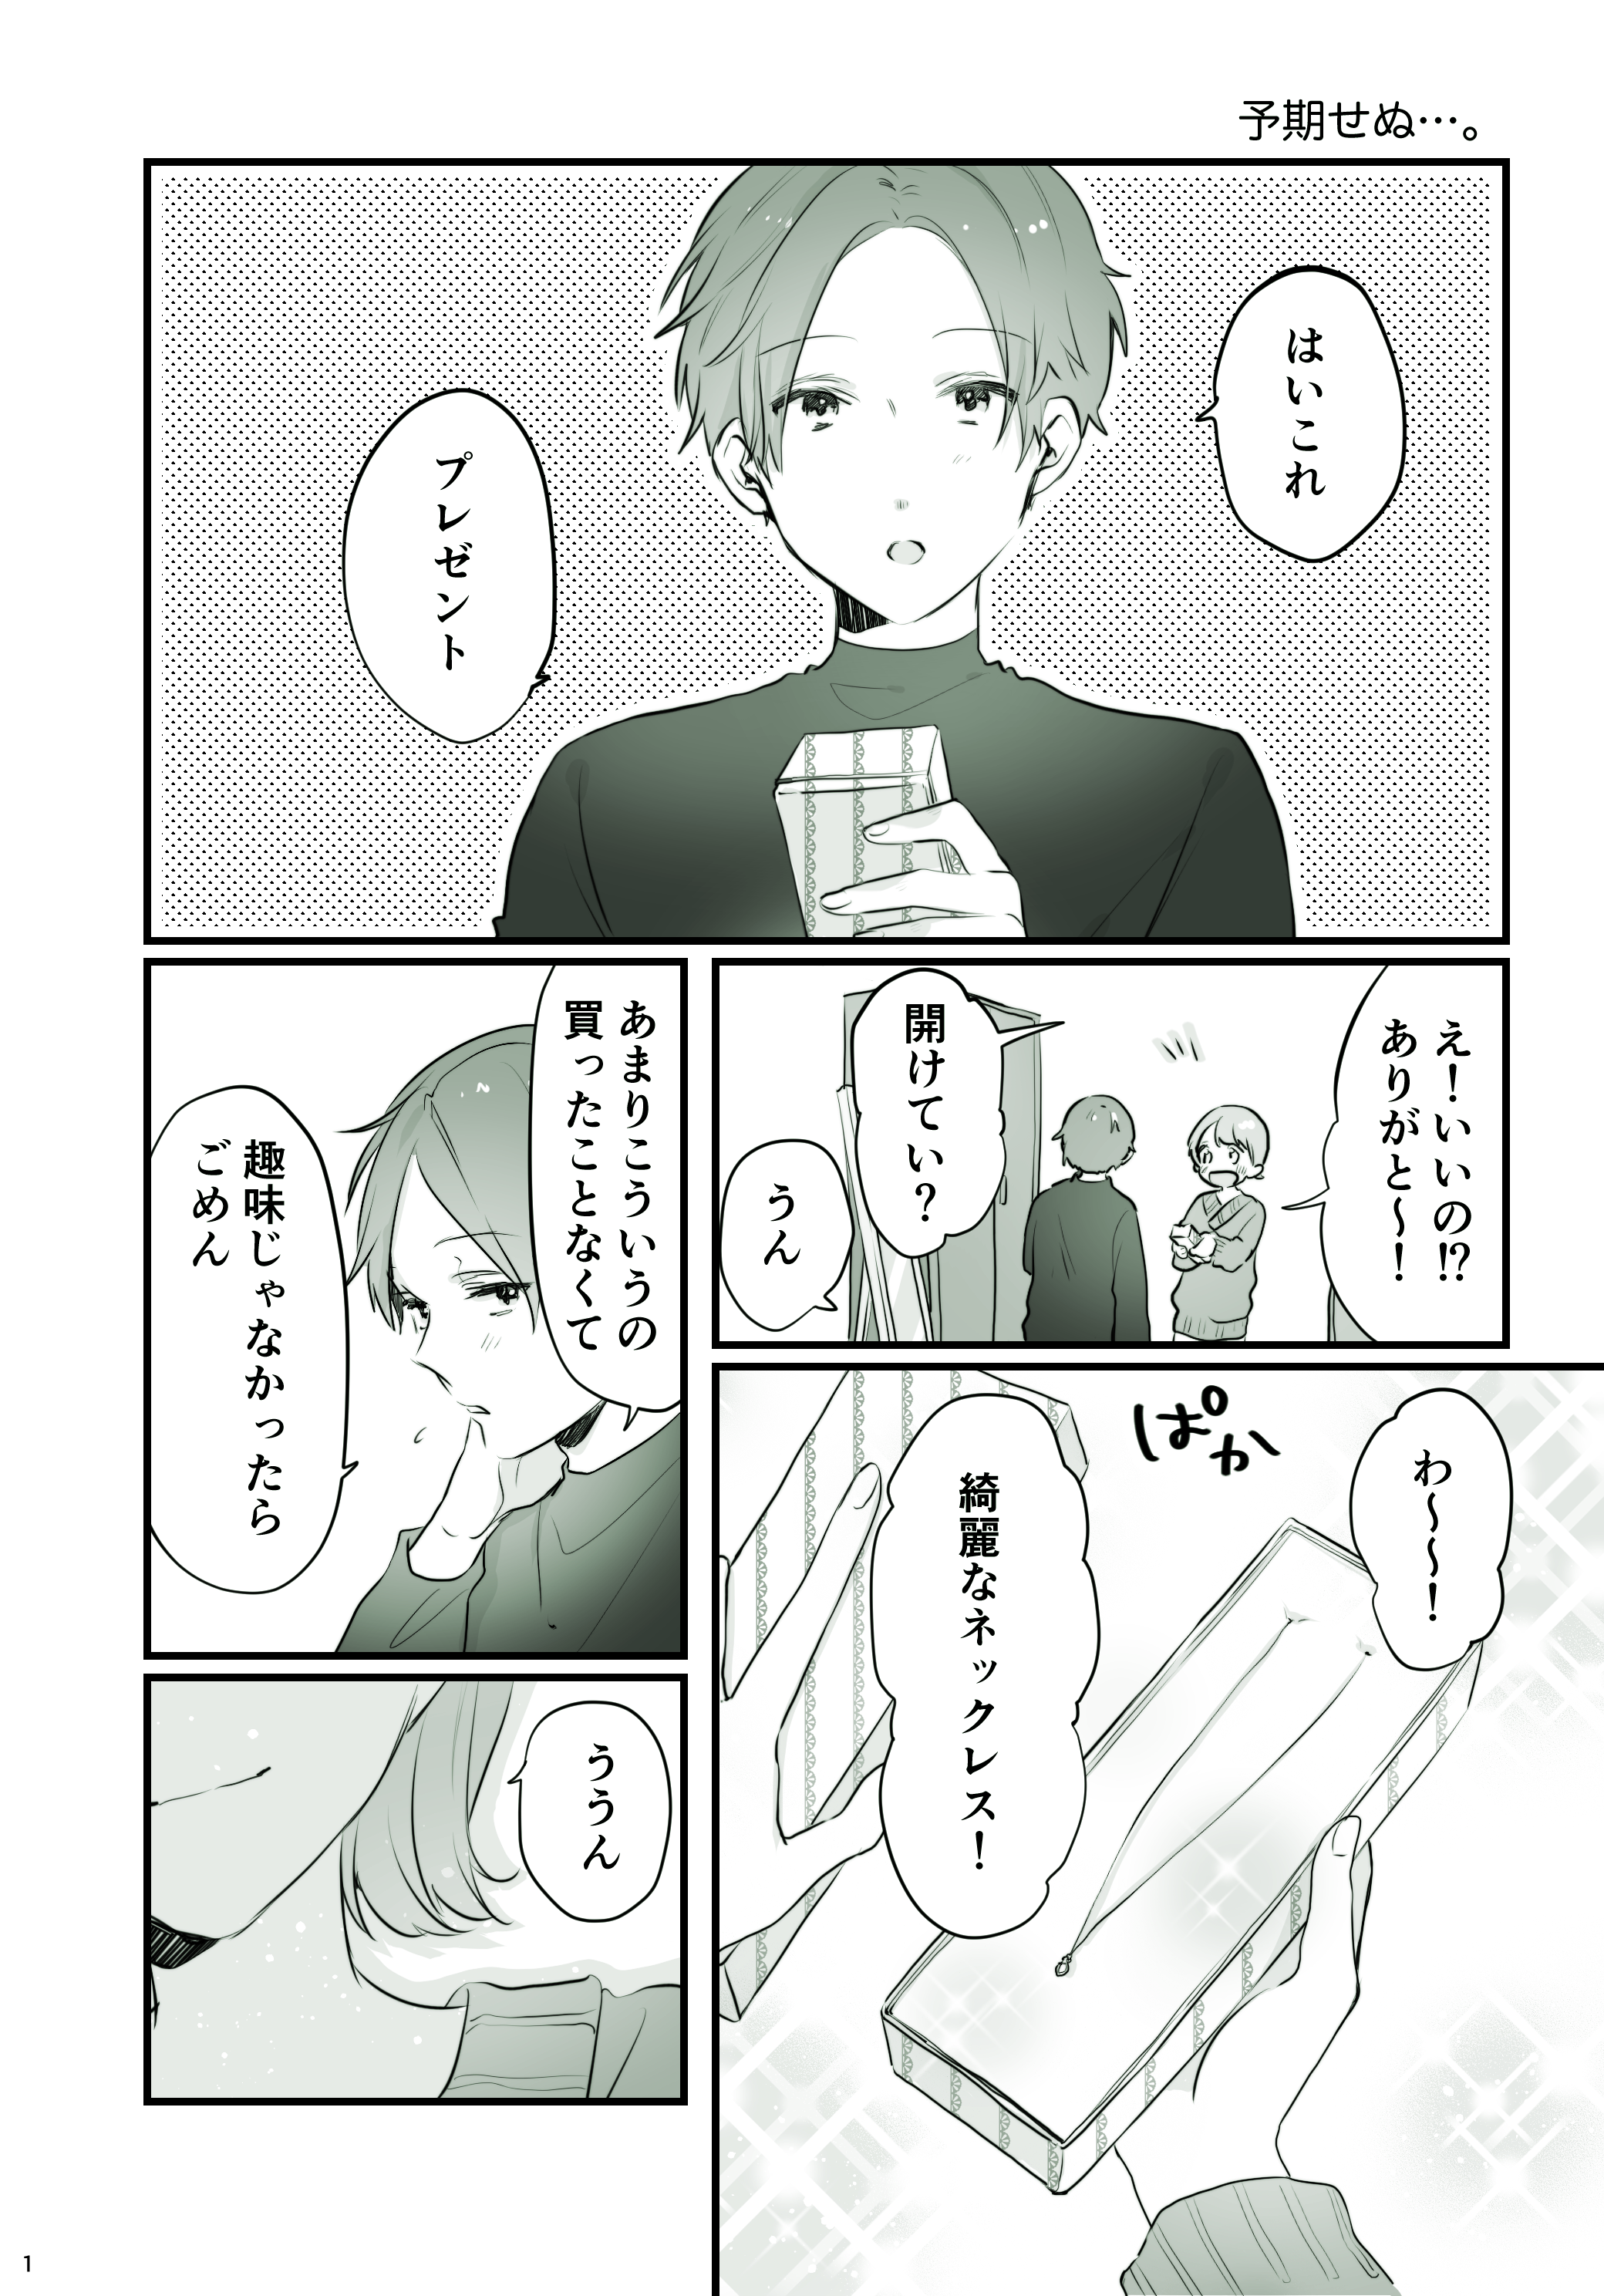 予期せぬ…。
はいこれ
プレゼント
え！いいの⁉
ありがと〜！
開けてい？
うん
わ〜〜〜！
ぱか
綺麗なネックレス！
あまりこういうの
買ったことなくて
趣味じゃなかったら
ごめん
ううん
1